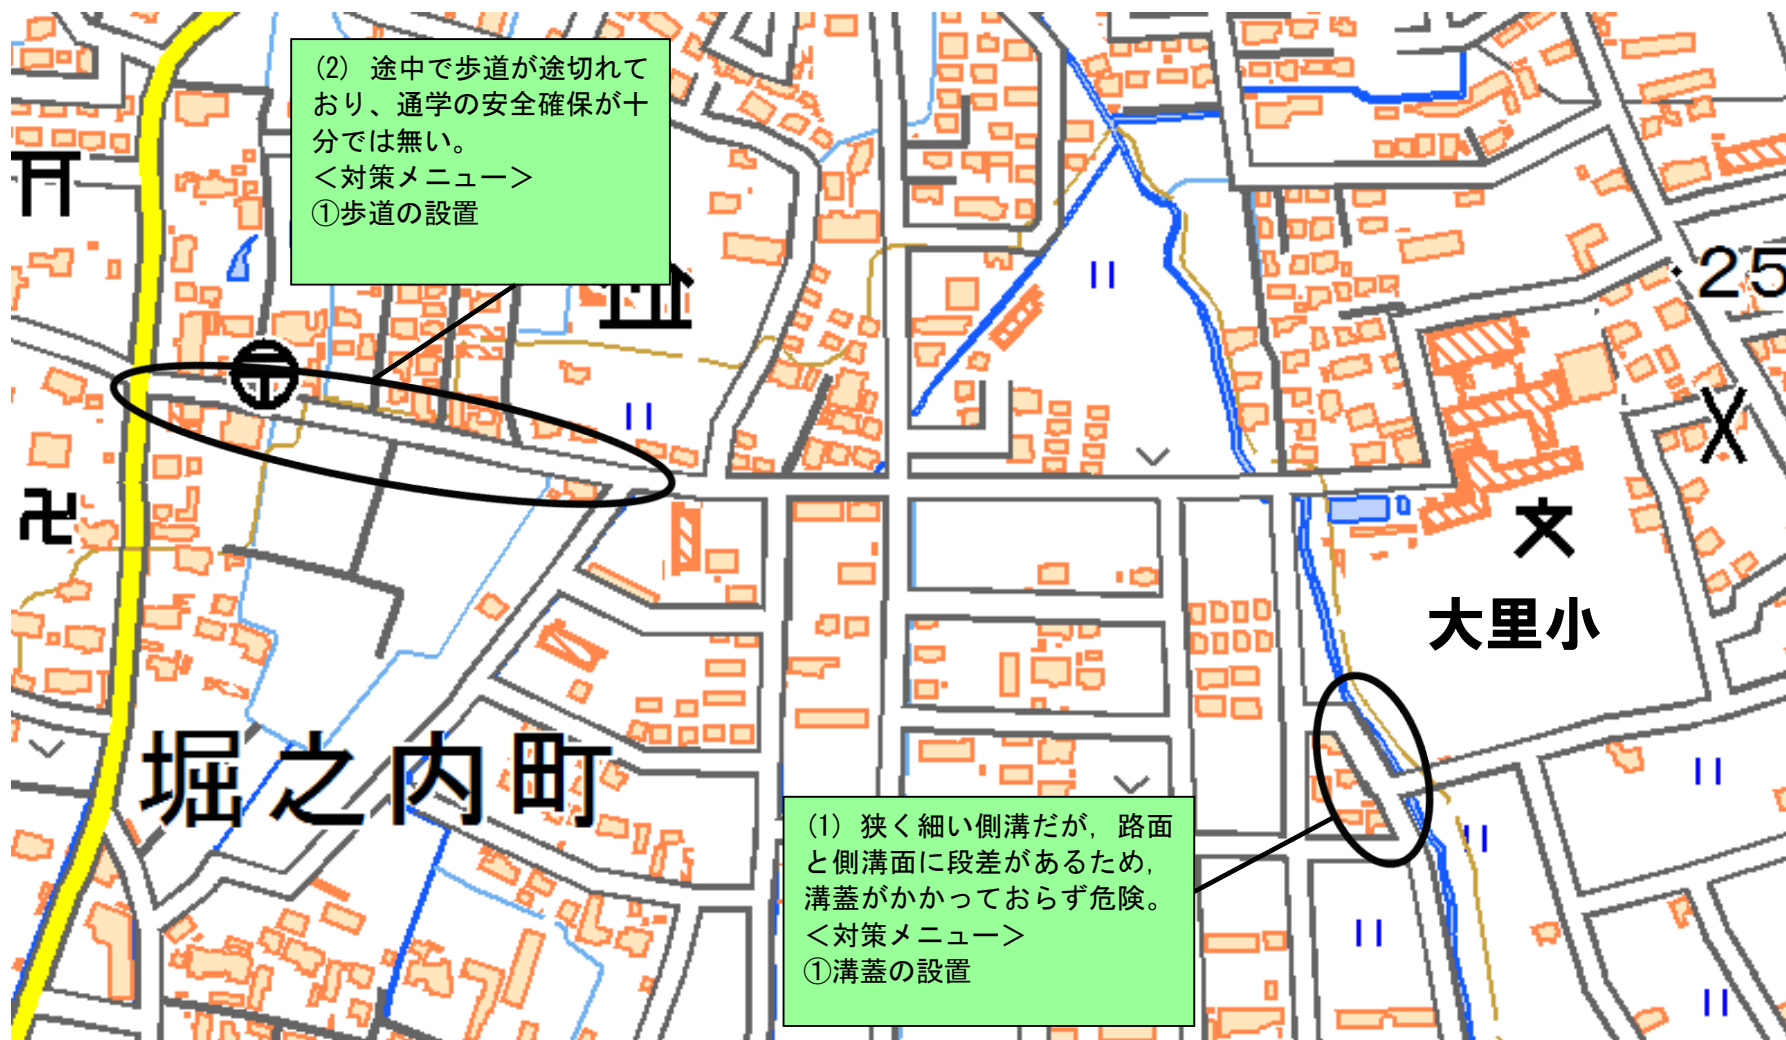 (2) 途中で歩道が途切れて
おり、通学の安全確保が十
分では無い。
＜対策メニュー＞
①歩道の設置
25
大里小
堀之内町
(1) 狭く細い側溝だが，路面
と側溝面に段差があるため，
溝蓋がかかっておらず危険。
＜対策メニュー＞
①溝蓋の設置